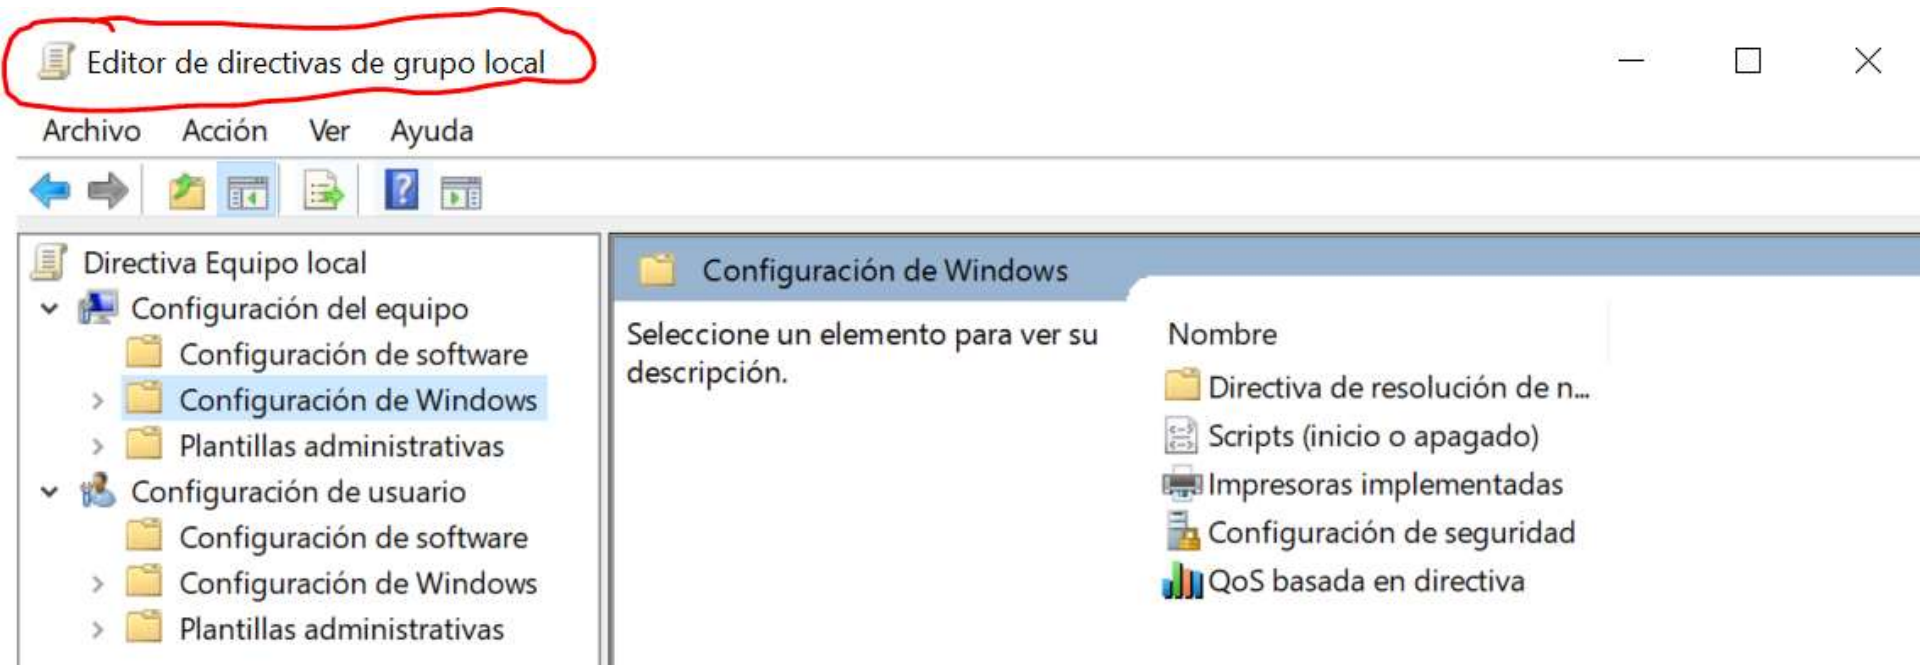 Editor de directivas de grupo local
Archivo Acción Ver Ayuda
Directiva Equipo local
Configuración del equipo
Configuración de software
Configuración de Windows
Plantillas administrativas
Configuración de usuario
Configuración de software
Configuración de Windows
Plantillas administrativas
Configuración de Windows
Seleccione un elemento para ver su
descripción.
Nombre
Directiva de resolución de n...
Scripts (inicio o apagado)
Impresoras implementadas
Configuración de seguridad
QoS basada en directiva